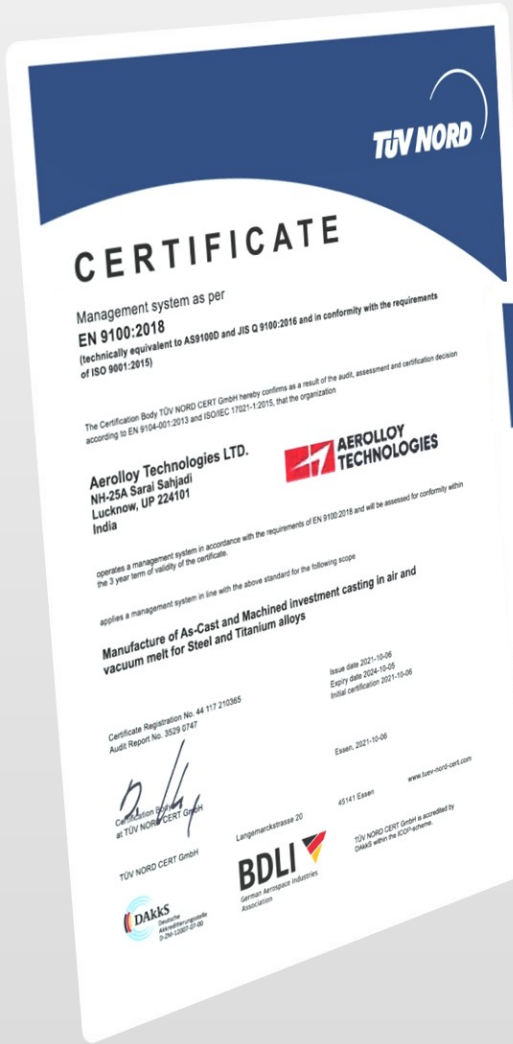 TÜV NORD
CERTIFICATE
Management system as per
EN 9100:2018
(technically equivalent to AS9100D and JIS Q 9100:2016 and in conformity with the requirements
of ISO 9001:2015)
The Certification Body TÜV NORD CERT GmbH hereby confirms as a result of the audit, assessment and certification decision
according to EN 9104-001:2013 and ISO/IEC 17021-1:2015, that the organization
Aerolloy Technologies LTD.
NH-25A Sarai Sahjadi
Lucknow, UP 224101
India
AEROLLOY
TECHNOLOGIES
operates a management system in accordance with the requirements of EN 9100:2018 and will be assessed for conformity within
the 3 year term of validity of the certificate.
applies a management system in line with the above standard for the following scope
Manufacture of As-Cast and Machined investment casting in air and
vacuum melt for Steel and Titanium alloys
Certificate Registration No. 44 117 210365
Audit Report No. 3529 0747
Issue date 2021-10-06
Expiry date 2024-10-05
Initial certification 2021-10-06
Certification Body
at TÜV NORD CERT GmbH
Essen, 2021-10-06
TÜV NORD CERT GmbH
Langemarckstrasse 20
45141 Essen
www.tuev-nord-cert.com
DAkkS
Deutsche
Akkreditierungsstelle
D-ZM-12007-07-00
BDLI
German Aerospace Industries
Association
TÜV NORD CERT GmbH is accredited by
DAkkS within the ICOP-scheme.